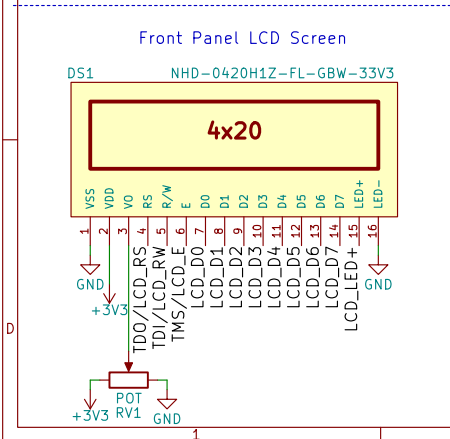 Front Panel LCD Screen
DS1 NHD-0420H1Z-FL-GBW-33V3
4x20
VSS VDD VO RS R/W E D0 D1 D2 D3 D4 D5 D6 D7 LED+ LED-
1 2 3 4 5 6 7 8 9 10 11 12 13 14 15 16
GND +3V3 TDO/LCD_RS TDI/LCD_RW TMS/LCD_E LCD_D0 LCD_D1 LCD_D2 LCD_D3 LCD_D4 LCD_D5 LCD_D6 LCD_D7 LCD_LED+ GND
D
POT
RV1
+3V3 GND
1